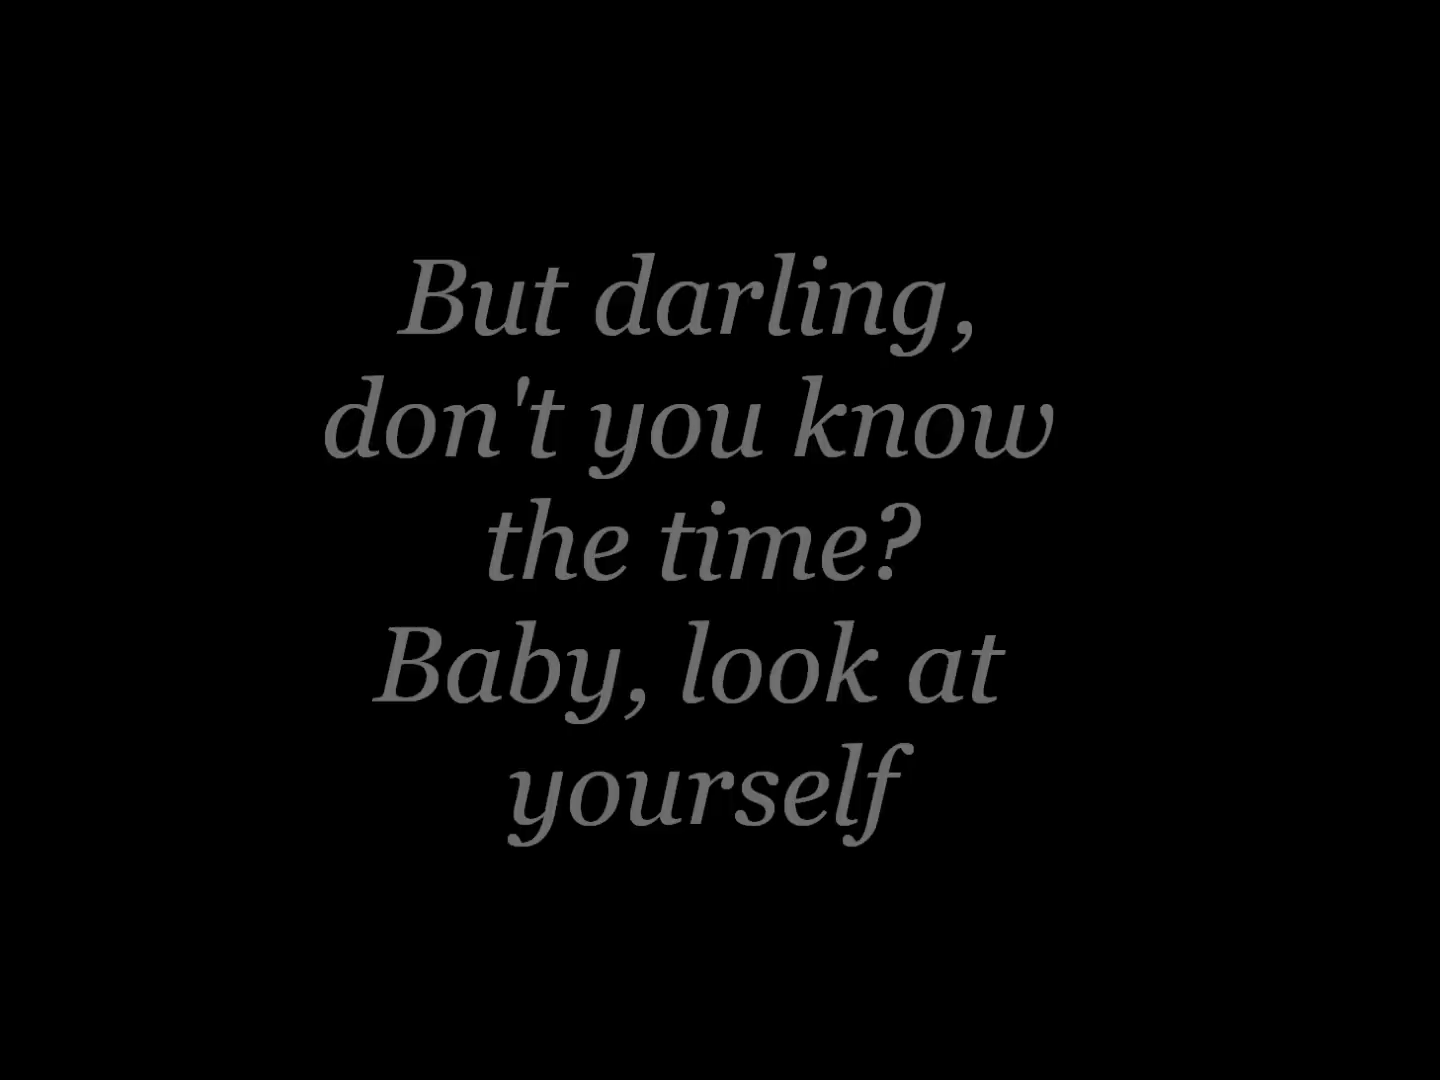 But darling,
don't you know
the time?
Baby, look at
yourself